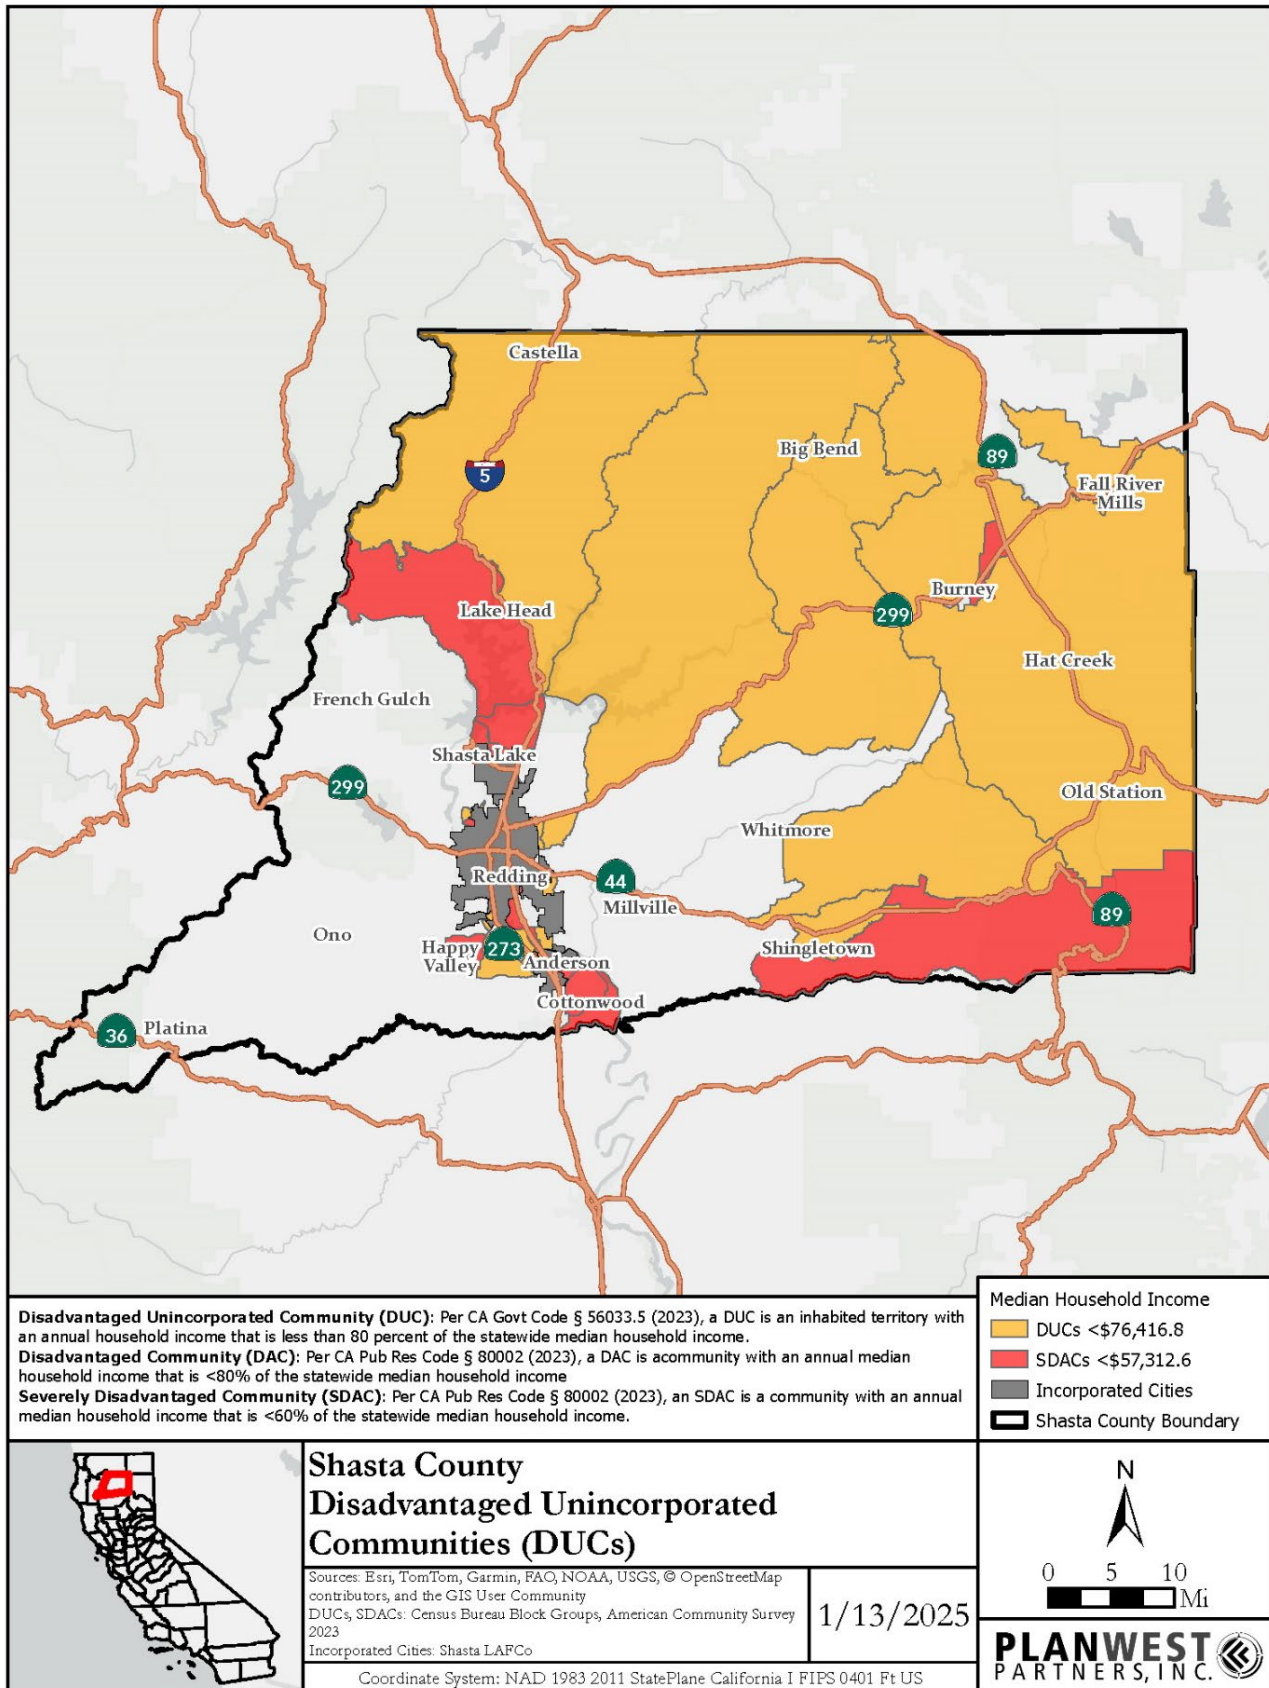 Castella
5
Big Bend
89
Fall River
Mills
Lake Head
Burney
299
Hat Creek
French Gulch
Shasta Lake
299
Old Station
Whitmore
Redding
44
Millville
89
Ono
Happy
Valley
273
Anderson
Shingletown
Cottonwood
36
Platina
Disadvantaged Unincorporated Community (DUC): Per CA Govt Code § 56033.5 (2023), a DUC is an inhabited territory with
an annual household income that is less than 80 percent of the statewide median household income.
Disadvantaged Community (DAC): Per CA Pub Res Code § 80002 (2023), a DAC is acommunity with an annual median
household income that is <80% of the statewide median household income
Severely Disadvantaged Community (SDAC): Per CA Pub Res Code § 80002 (2023), an SDAC is a community with an annual
median household income that is <60% of the statewide median household income.
Median Household Income
DUCs <$76,416.8
SDACs <$57,312.6
Incorporated Cities
Shasta County Boundary
Shasta County
Disadvantaged Unincorporated
Communities (DUCs)
Sources: Esri, TomTom, Garmin, FAO, NOAA, USGS, © OpenStreetMap
contributors, and the GIS User Community
DUCs, SDACs: Census Bureau Block Groups, American Community Survey
2023
Incorporated Cities: Shasta LAFCo
1/13/2025
Coordinate System: NAD 1983 2011 StatePlane California I FIPS 0401 Ft US
N
0 5 10
Mi
PLANWEST
PARTNERS, INC.